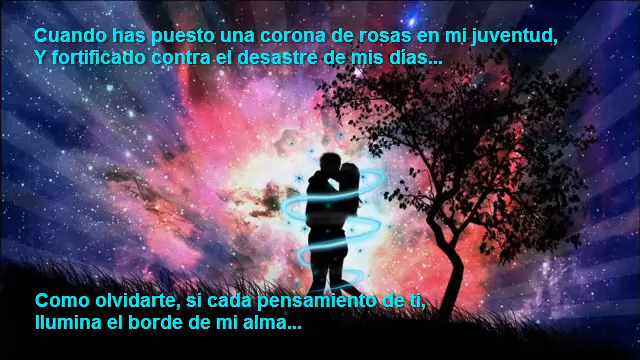 Cuando has puesto una corona de rosas en mi juventud,
Y fortificado contra el desastre de mis días...
Como olvidarte, si cada pensamiento de ti,
Ilumina el borde de mi alma...